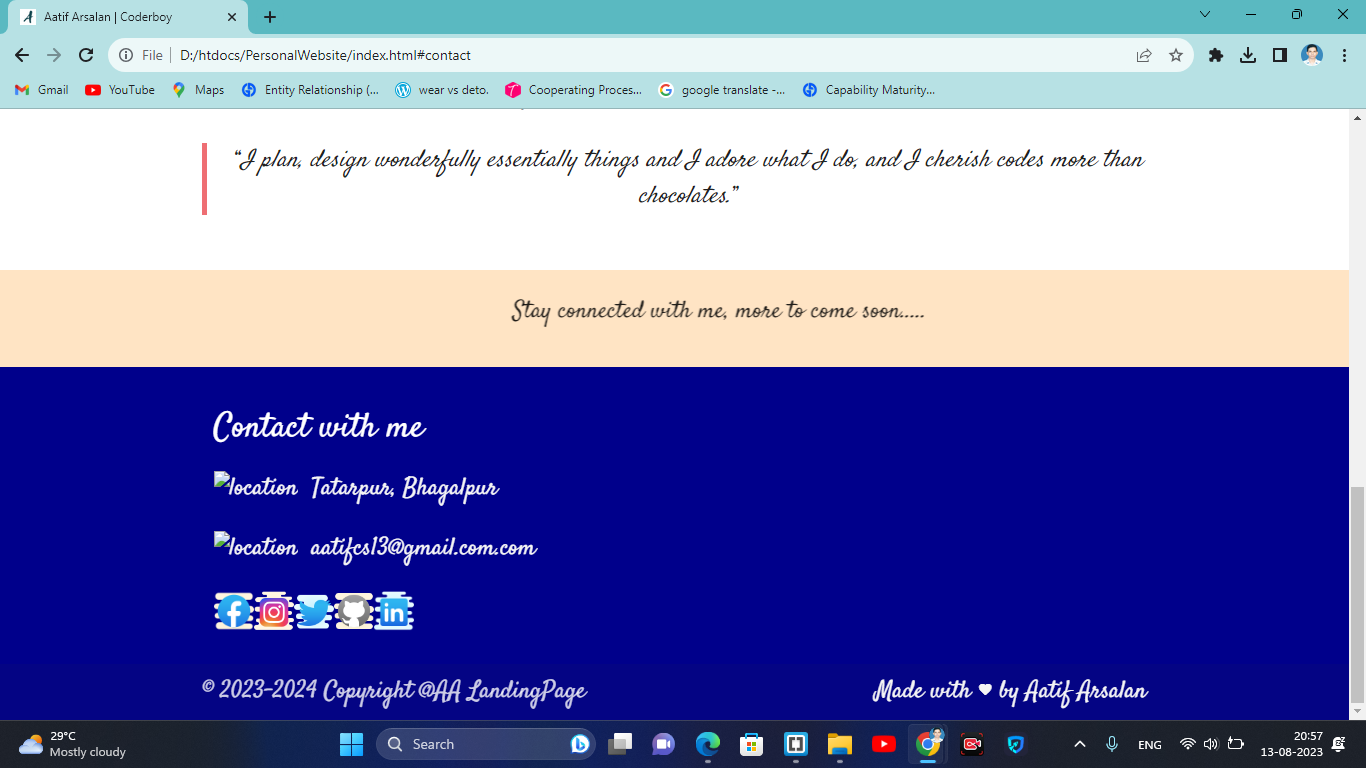 Aatif Arsalan | Coderboy
File D:/htdocs/PersonalWebsite/index.html#contact
Gmail YouTube Maps Entity Relationship (... wear vs deto. Cooperating Proces... google translate -... Capability Maturity...
“I plan, design wonderfully essentially things and I adore what I do, and I cherish codes more than
chocolates.”
Stay connected with me, more to come soon.....
Contact with me
location Tatarpur, Bhagalpur
location aatifcs13@gmail.com.com
© 2023-2024 Copyright @AA LandingPage Made with ❤ by Aatif Arsalan
29°C
Mostly cloudy
Search
ENG
20:57
13-08-2023